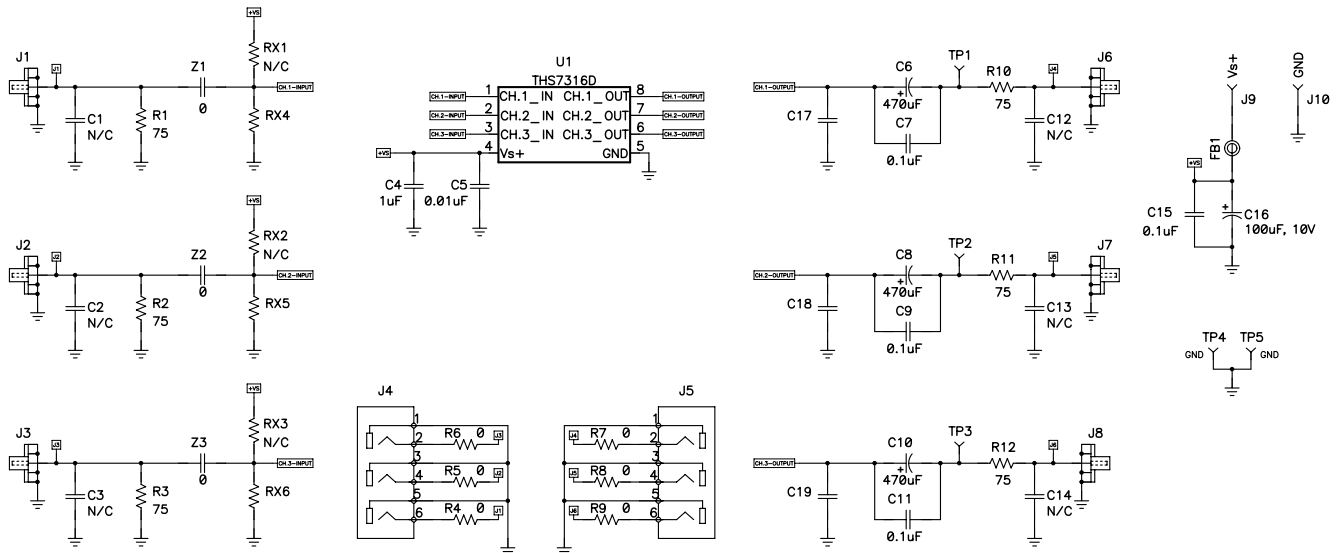 +VS
J1
J1
C1
N/C
R1
75
Z1
0
RX1
N/C
RX4
CH.1-INPUT
U1
THS7316D
CH.1-INPUT
1
CH.1_IN
CH.1_OUT
8
CH.1-OUTPUT
CH.2-INPUT
2
CH.2_IN
CH.2_OUT
7
CH.2-OUTPUT
CH.3-INPUT
3
CH.3_IN
CH.3_OUT
6
CH.3-OUTPUT
+VS
4
Vs+
GND
5
C4
1uF
C5
0.01uF
CH.1-OUTPUT
C17
C6
+
470uF
C7
0.1uF
TP1
R10
75
J4
C12
N/C
J6
Vs+
J9
GND
J10
FB1
+VS
C15
0.1uF
+
C16
100uF, 10V
+VS
J2
J2
C2
N/C
R2
75
Z2
0
RX2
N/C
RX5
CH.2-INPUT
CH.2-OUTPUT
C18
C8
+
470uF
C9
0.1uF
TP2
R11
75
J5
C13
N/C
J7
TP4
GND
TP5
GND
+VS
J3
J3
C3
N/C
R3
75
Z3
0
RX3
N/C
RX6
CH.3-INPUT
J4
1
2
R6 0
J3
3
4
R5 0
J2
5
6
R4 0
J1
J5
1
J4
R7 0
2
3
J5
R8 0
4
5
J6
R9 0
6
CH.3-OUTPUT
C19
C10
+
470uF
C11
0.1uF
TP3
R12
75
J6
C14
N/C
J8